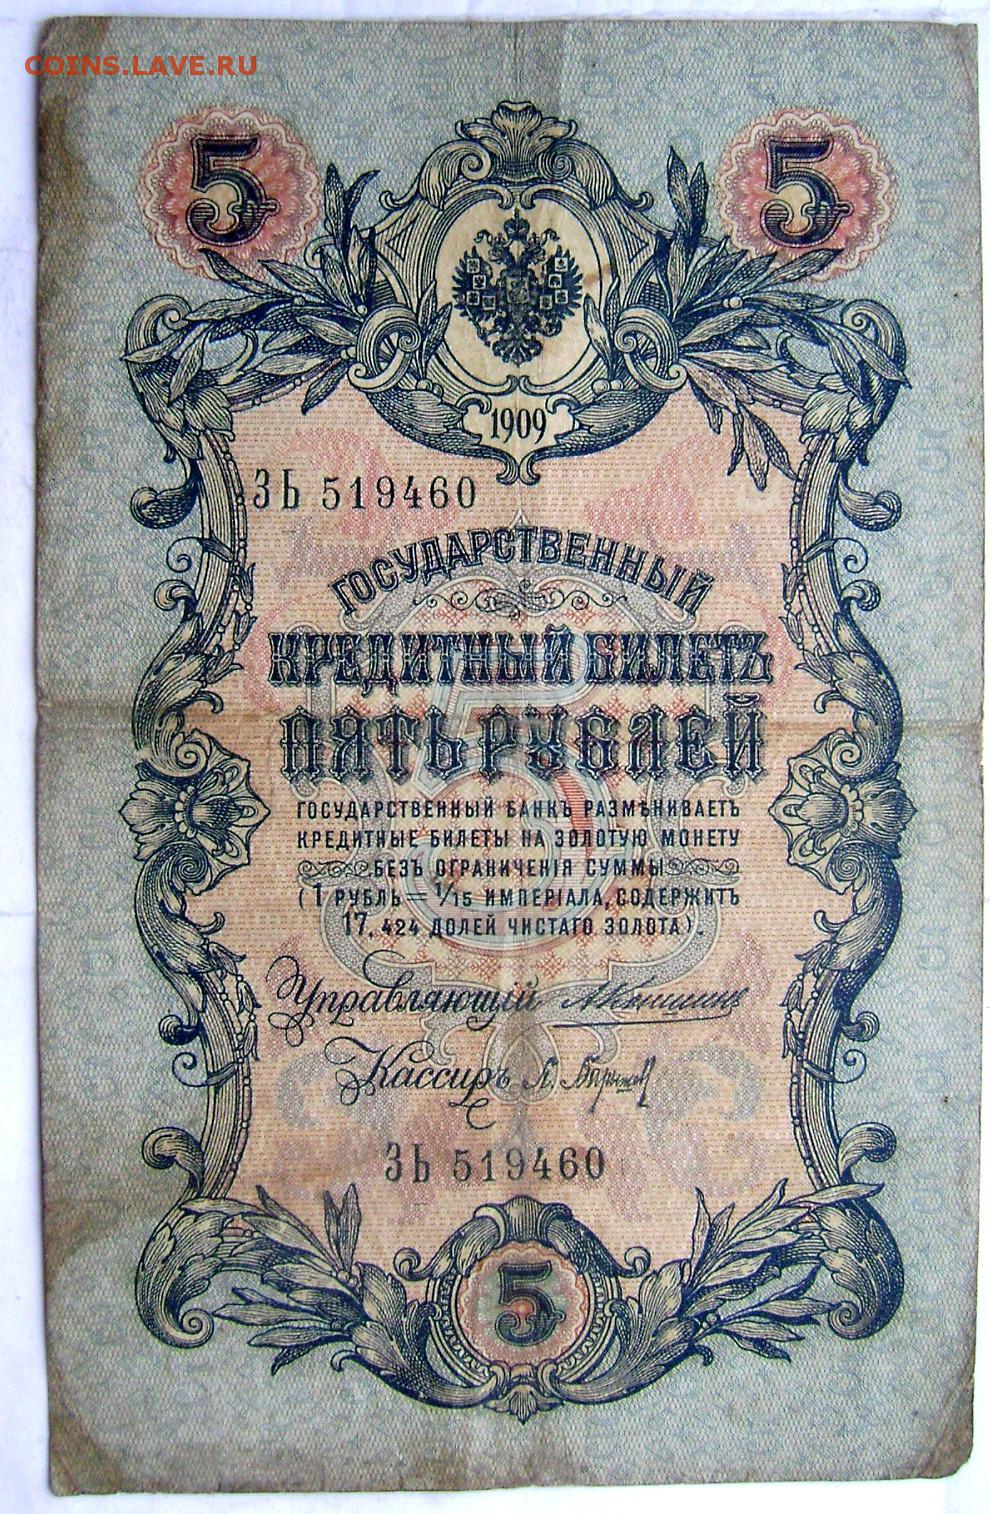 COINS.LAVE.RU
5 5
1909
ЗЬ 519460
ГОСУДАРСТВЕННЫЙ
КРЕДИТНЫЙ БИЛЕТЪ
ПЯТЬ РУБЛЕЙ
ГОСУДАРСТВЕННЫЙ БАНКЪ РАЗМѢНИВАЕТЪ
КРЕДИТНЫЕ БИЛЕТЫ НА ЗОЛОТУЮ МОНЕТУ
БЕЗЪ ОГРАНИЧЕНІЯ СУММЫ
(1 РУБЛЬ = 1/15 ИМПЕРІАЛА, СОДЕРЖИТЪ
17,424 ДОЛЕЙ ЧИСТАГО ЗОЛОТА).
Управляющій
Кассиръ
ЗЬ 519460
5